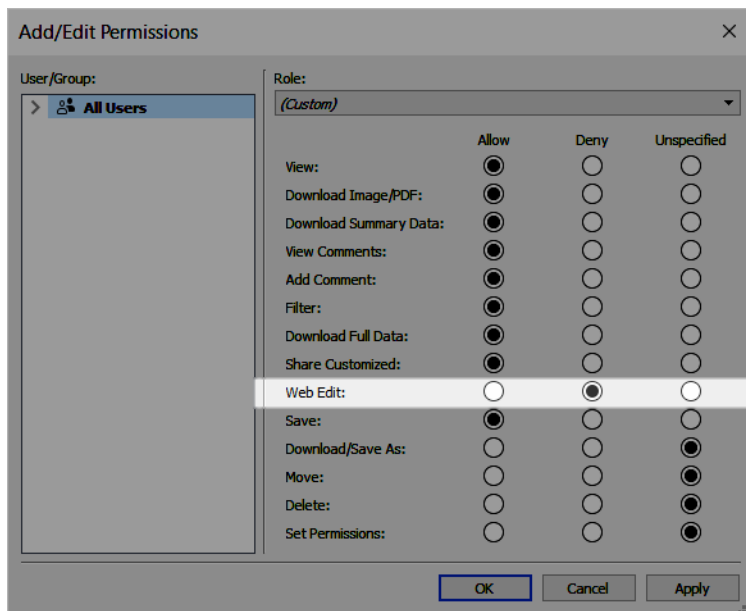 Add/Edit Permissions
User/Group:
All Users
Role:
(Custom)
Allow Deny Unspecified
View:
Download Image/PDF:
Download Summary Data:
View Comments:
Add Comment:
Filter:
Download Full Data:
Share Customized:
Web Edit:
Save:
Download/Save As:
Move:
Delete:
Set Permissions:
OK Cancel Apply